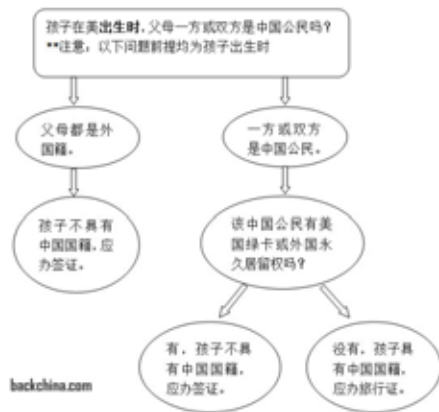 孩子在美出生时，父母一方或双方是中国公民吗？
**注意：以下问题前提均为孩子出生时
父母都是外
国籍。
一方或双方
是中国公民。
孩子不具有
中国国籍，应
办签证。
该中国公民有美
国绿卡或外国永
久居留权吗？
有，孩子不具
有中国国籍，
应办签证。
没有，孩子具
有中国国籍，
应办旅行证。
backchina.com